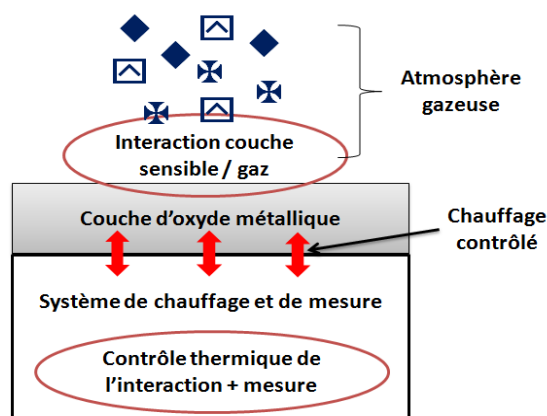 Atmosphère
gazeuse
Interaction couche
sensible / gaz
Couche d'oxyde métallique
Chauffage
contrôlé
Système de chauffage et de mesure
Contrôle thermique de
l'interaction + mesure